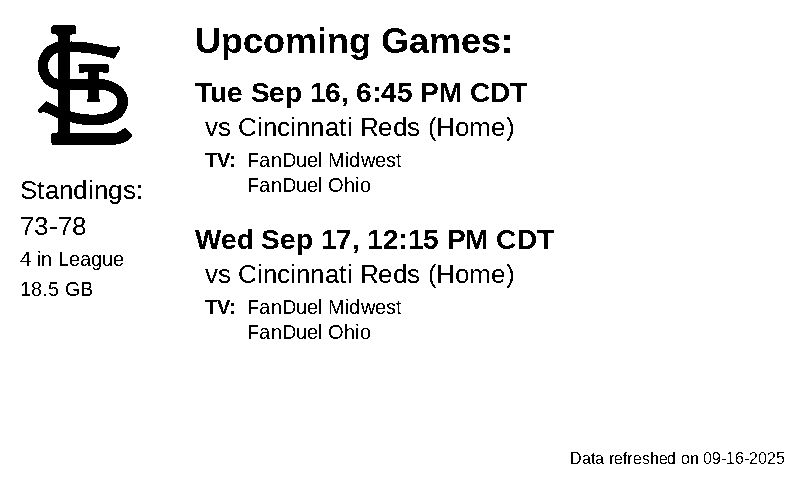 STL
Standings:
73-78
4 in League
18.5 GB
Upcoming Games:
Tue Sep 16, 6:45 PM CDT
vs Cincinnati Reds (Home)
TV: FanDuel Midwest
FanDuel Ohio
Wed Sep 17, 12:15 PM CDT
vs Cincinnati Reds (Home)
TV: FanDuel Midwest
FanDuel Ohio
Data refreshed on 09-16-2025